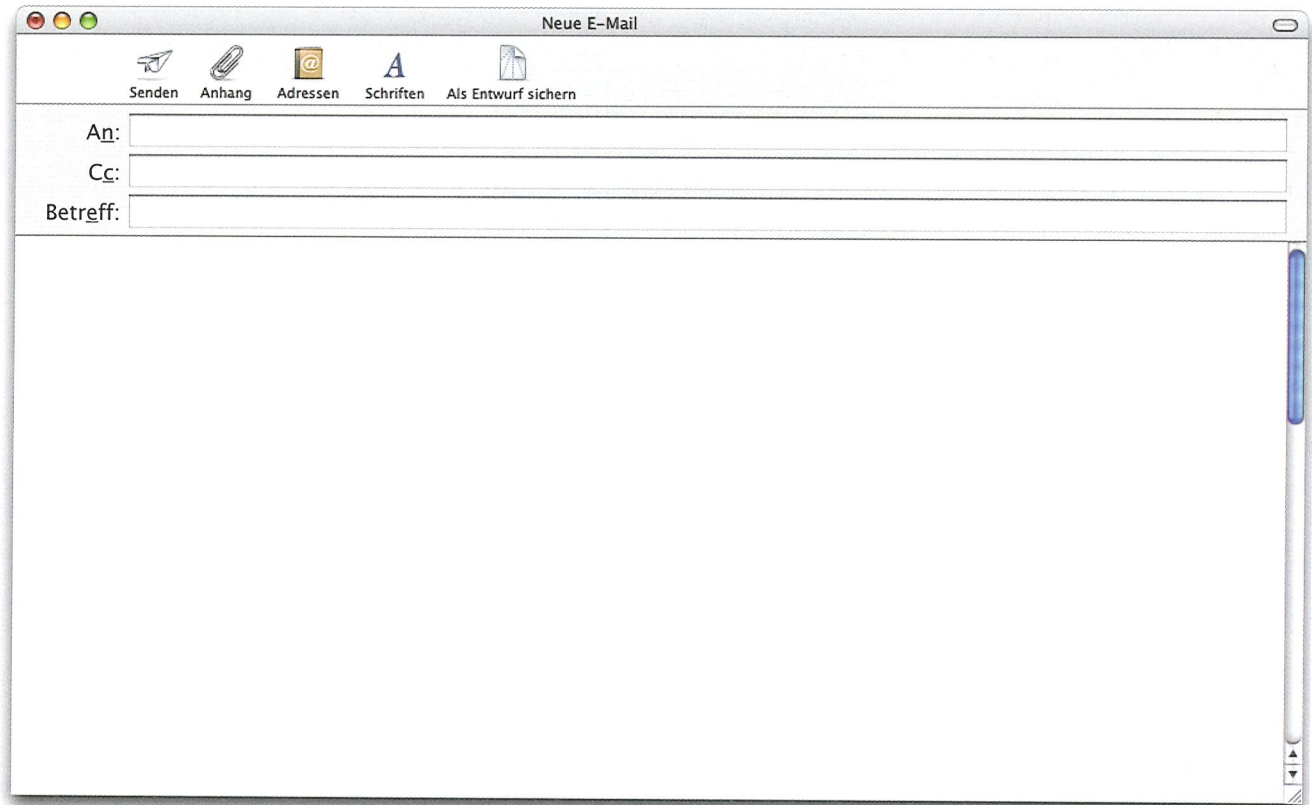 Neue E-Mail
@
A
Senden Anhang Adressen Schriften Als Entwurf sichern
An:
Cc:
Betreff: